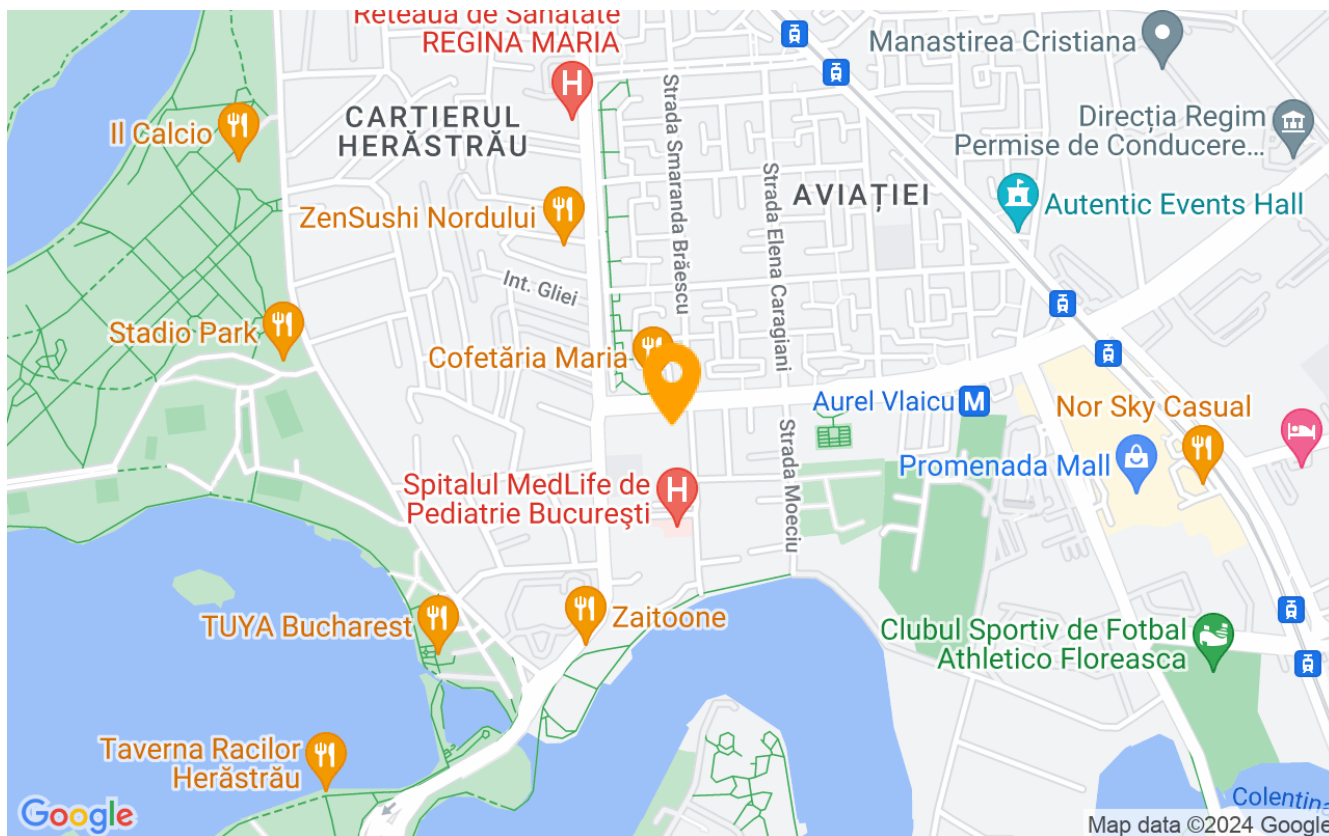 Rețeaua de Sănătate
REGINA MARIA
Manastirea Cristiana
CARTIERUL
HERĂSTRĂU
Il Calcio
Direcția Regim
Permise de Conducere...
Strada Smaranda Brăescu
Strada Elena Caragiani
AVIAȚIEI
Autentic Events Hall
ZenSushi Nordului
Int. Gliei
Stadio Park
Cofetăria Maria
Aurel Vlaicu
M
Nor Sky Casual
Promenada Mall
Strada Moeciu
Spitalul MedLife de
Pediatrie Bucureşti
H
H
TUYA Bucharest
Zaitoone
Clubul Sportiv de Fotbal
Athletico Floreasca
Taverna Racilor
Herăstrău
Colentina
Google
Map data ©2024 Google